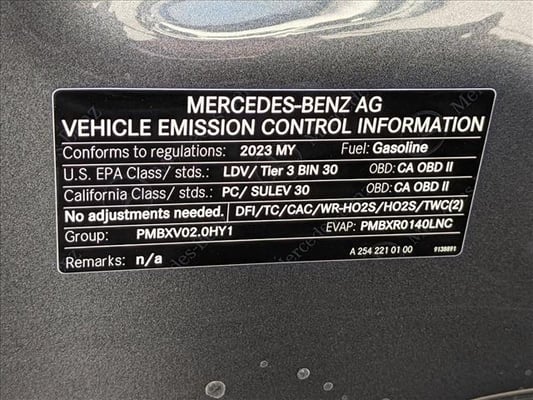 MERCEDES-BENZ AG
VEHICLE EMISSION CONTROL INFORMATION
Conforms to regulations: 2023 MY Fuel: Gasoline
U.S. EPA Class/ stds.: LDV/ Tier 3 BIN 30 OBD: CA OBD II
California Class/ stds.: PC/ SULEV 30 OBD: CA OBD II
No adjustments needed. DFI/TC/CAC/WR-HO2S/HO2S/TWC(2)
Group: PMBXV02.0HY1 EVAP: PMBXR0140LNC
Remarks: n/a A 254 221 01 00 9138891